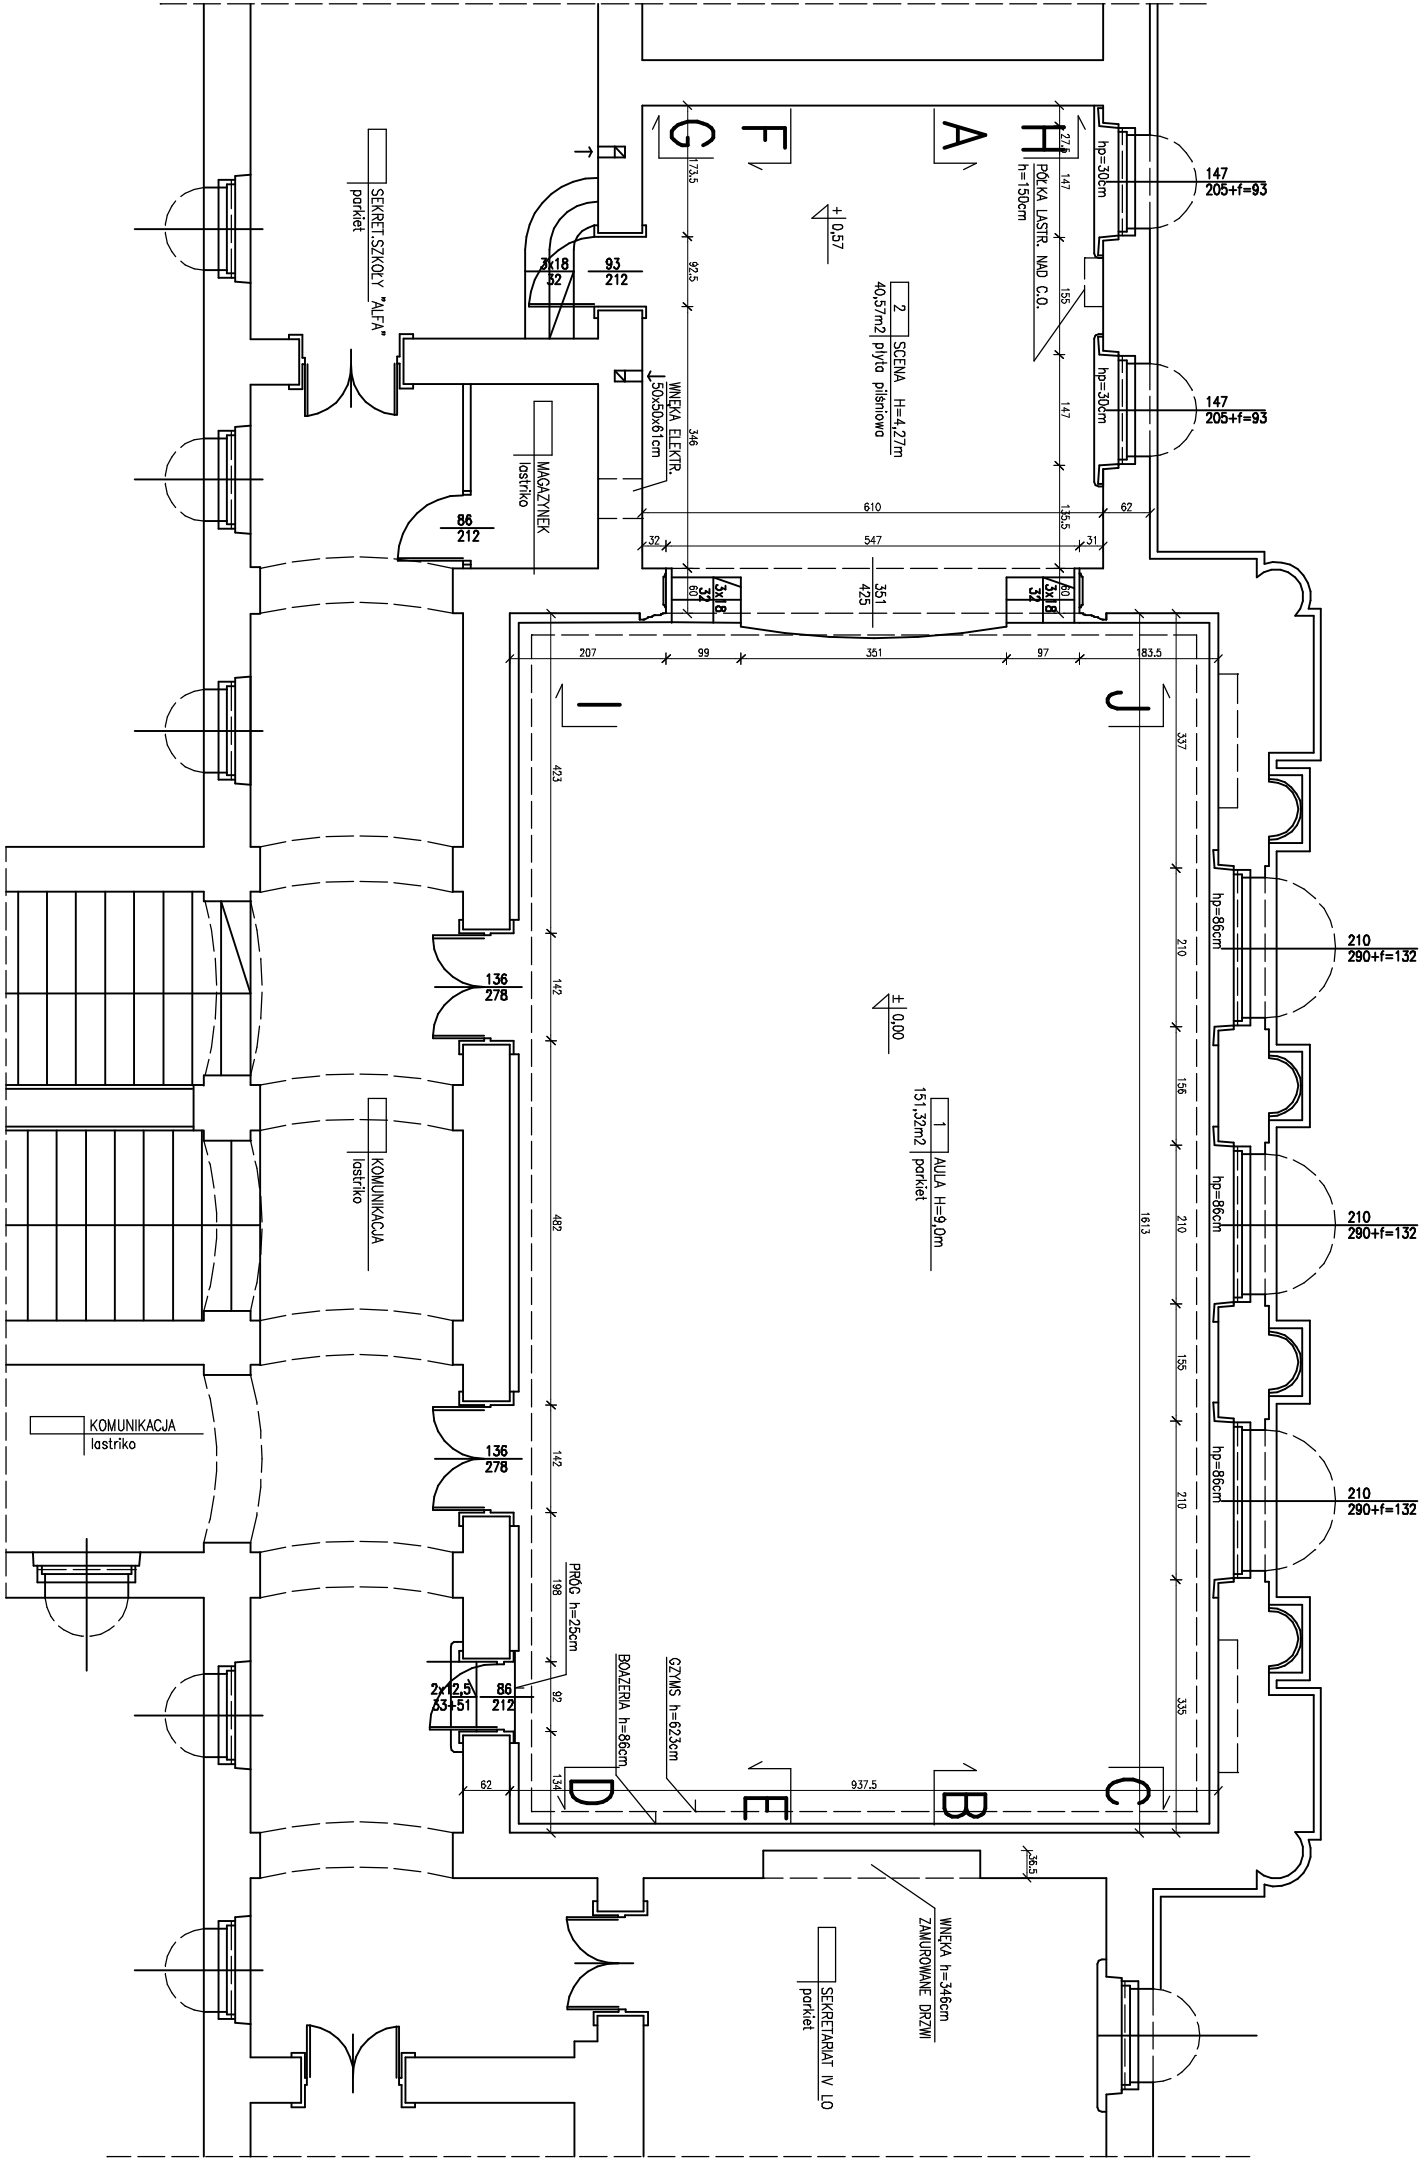 H
A
F
G
27,5
147
155
147
135.5
60
hp=30cm
hp=30cm
147
205+f=93
147
205+f=93
PÓŁKA LASTR. NAD C.O.
h=150cm
173.5
92.5
346
60
± 0,57
2
SCENA H=4,27m
40,57m2
płyta pilśniowa
SEKRET.SZKOŁY "ALFA"
parkiet
3x18
32
93
212
WNĘKA ELEKTR.
50x50x61cm
MAGAZYNEK
lastriko
86
212
610
62
32
547
31
3x18
32
351
425
3x18
32
207
99
351
97
183.5
I
J
423
142
482
142
198
92
134
337
210
156
210
155
210
335
1613
hp=86cm
hp=86cm
hp=86cm
210
290+f=132
210
290+f=132
210
290+f=132
± 0,00
136
278
1
AULA H=9,0m
151,32m2
parkiet
KOMUNIKACJA
lastriko
KOMUNIKACJA
lastriko
136
278
PRÓG h=25cm
2x12,5
33+51
86
212
BOAZERIA h=86cm
GZYMS h=623cm
62
937.5
D
E
B
C
36.5
WNĘKA h=346cm
ZAMUROWANE DRZWI
SEKRETARIAT IV LO
parkiet